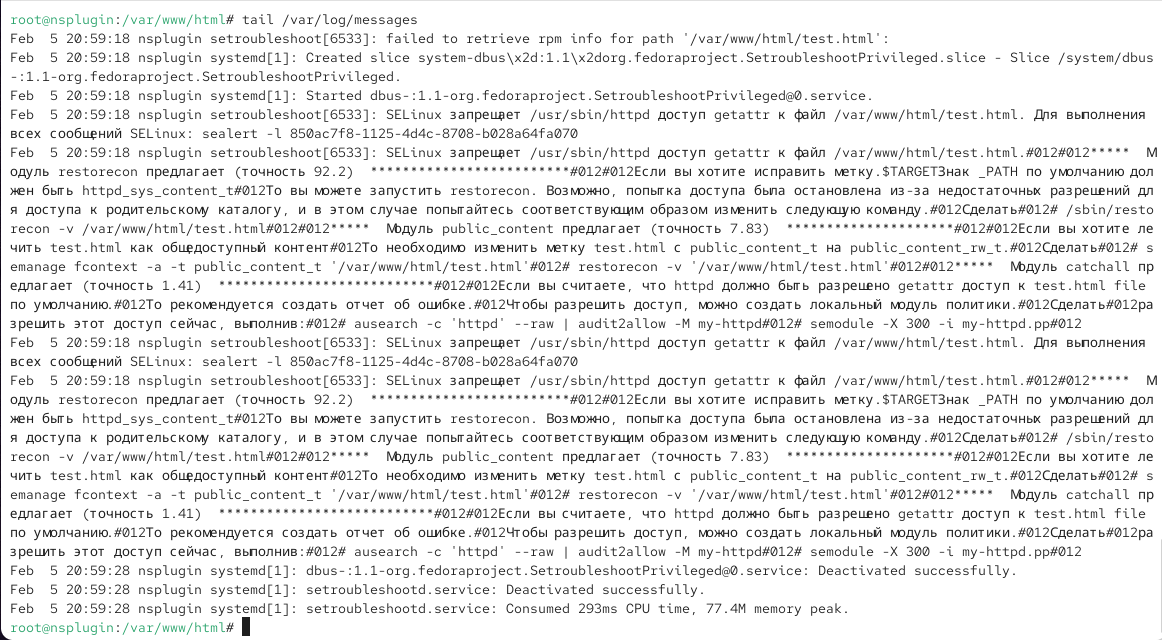 root@nsplugin:/var/www/html# tail /var/log/messages
Feb  5 20:59:18 nsplugin setroubleshoot[6533]: failed to retrieve rpm info for path '/var/www/html/test.html':
Feb  5 20:59:18 nsplugin systemd[1]: Created slice system-dbus\x2d:1.1\x2dorg.fedoraproject.SetroubleshootPrivileged.slice - Slice /system/dbus
-:1.1-org.fedoraproject.SetroubleshootPrivileged.
Feb  5 20:59:18 nsplugin systemd[1]: Started dbus-:1.1-org.fedoraproject.SetroubleshootPrivileged@0.service.
Feb  5 20:59:18 nsplugin setroubleshoot[6533]: SELinux запрещает /usr/sbin/httpd доступ getattr к файл /var/www/html/test.html. Для выполнения
всех сообщений SELinux: sealert -l 850ac7f8-1125-4d4c-8708-b028a64fa070
Feb  5 20:59:18 nsplugin setroubleshoot[6533]: SELinux запрещает /usr/sbin/httpd доступ getattr к файл /var/www/html/test.html.#012#012*****  М
одуль restorecon предлагает (точность 92.2)  *************************#012#012Если вы хотите исправить метку.$TARGETЗнак _PATH по умолчанию дол
жен быть httpd_sys_content_t#012То вы можете запустить restorecon. Возможно, попытка доступа была остановлена из-за недостаточных разрешений дл
я доступа к родительскому каталогу, и в этом случае попытайтесь соответствующим образом изменить следующую команду.#012Сделать#012# /sbin/resto
recon -v /var/www/html/test.html#012#012*****  Модуль public_content предлагает (точность 7.83)  *********************#012#012Если вы хотите ле
чить test.html как общедоступный контент#012То необходимо изменить метку test.html с public_content_t на public_content_rw_t.#012Сделать#012# s
emanage fcontext -a -t public_content_t '/var/www/html/test.html'#012# restorecon -v '/var/www/html/test.html'#012#012*****  Модуль catchall пр
едлагает (точность 1.41)  ***************************#012#012Если вы считаете, что httpd должно быть разрешено getattr доступ к test.html file
по умолчанию.#012То рекомендуется создать отчет об ошибке.#012Чтобы разрешить доступ, можно создать локальный модуль политики.#012Сделать#012ра
зрешить этот доступ сейчас, выполнив:#012# ausearch -c 'httpd' --raw | audit2allow -M my-httpd#012# semodule -X 300 -i my-httpd.pp#012
Feb  5 20:59:18 nsplugin setroubleshoot[6533]: SELinux запрещает /usr/sbin/httpd доступ getattr к файл /var/www/html/test.html. Для выполнения
всех сообщений SELinux: sealert -l 850ac7f8-1125-4d4c-8708-b028a64fa070
Feb  5 20:59:18 nsplugin setroubleshoot[6533]: SELinux запрещает /usr/sbin/httpd доступ getattr к файл /var/www/html/test.html.#012#012*****  М
одуль restorecon предлагает (точность 92.2)  *************************#012#012Если вы хотите исправить метку.$TARGETЗнак _PATH по умолчанию дол
жен быть httpd_sys_content_t#012То вы можете запустить restorecon. Возможно, попытка доступа была остановлена из-за недостаточных разрешений дл
я доступа к родительскому каталогу, и в этом случае попытайтесь соответствующим образом изменить следующую команду.#012Сделать#012# /sbin/resto
recon -v /var/www/html/test.html#012#012*****  Модуль public_content предлагает (точность 7.83)  *********************#012#012Если вы хотите ле
чить test.html как общедоступный контент#012То необходимо изменить метку test.html с public_content_t на public_content_rw_t.#012Сделать#012# s
emanage fcontext -a -t public_content_t '/var/www/html/test.html'#012# restorecon -v '/var/www/html/test.html'#012#012*****  Модуль catchall пр
едлагает (точность 1.41)  ***************************#012#012Если вы считаете, что httpd должно быть разрешено getattr доступ к test.html file
по умолчанию.#012То рекомендуется создать отчет об ошибке.#012Чтобы разрешить доступ, можно создать локальный модуль политики.#012Сделать#012ра
зрешить этот доступ сейчас, выполнив:#012# ausearch -c 'httpd' --raw | audit2allow -M my-httpd#012# semodule -X 300 -i my-httpd.pp#012
Feb  5 20:59:28 nsplugin systemd[1]: dbus-:1.1-org.fedoraproject.SetroubleshootPrivileged@0.service: Deactivated successfully.
Feb  5 20:59:28 nsplugin systemd[1]: setroubleshootd.service: Deactivated successfully.
Feb  5 20:59:28 nsplugin systemd[1]: setroubleshootd.service: Consumed 293ms CPU time, 77.4M memory peak.
root@nsplugin:/var/www/html#